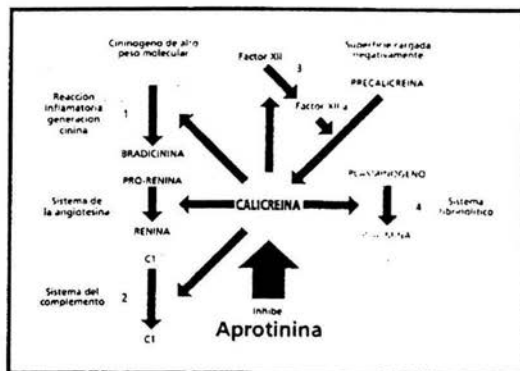 Cininogeno de alto
peso molecular
Factor XII
3
Superficie cargada
negativamente
PRECALICREINA
Factor XII a
Reacción
inflamatoria
generación
cinina
1
BRADICININA
PRO-RENINA
PLASMINOGENO
Sistema de
la angiotesina
CALICREINA
4
Sistema
fibrinolítico
RENINA
C1
Sistema del
complemento
2
C1
Inhibe
Aprotinina